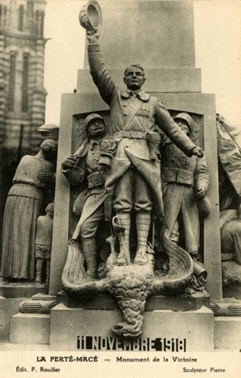 11 NOVEMBRE 1918
LA FERTÉ-MACÉ — Monument de la Victoire
Édit. F. Rouiller
Sculpteur Pierre